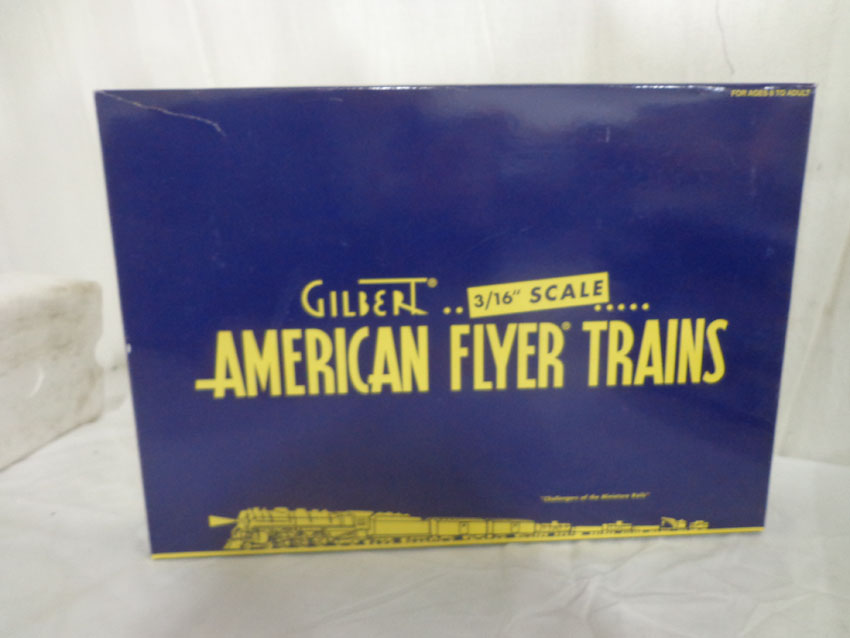 FOR AGES 8 TO ADULT
GILBERT® .. 3/16" SCALE .....
AMERICAN FLYER® TRAINS
"Challengers of the Miniature Rails"